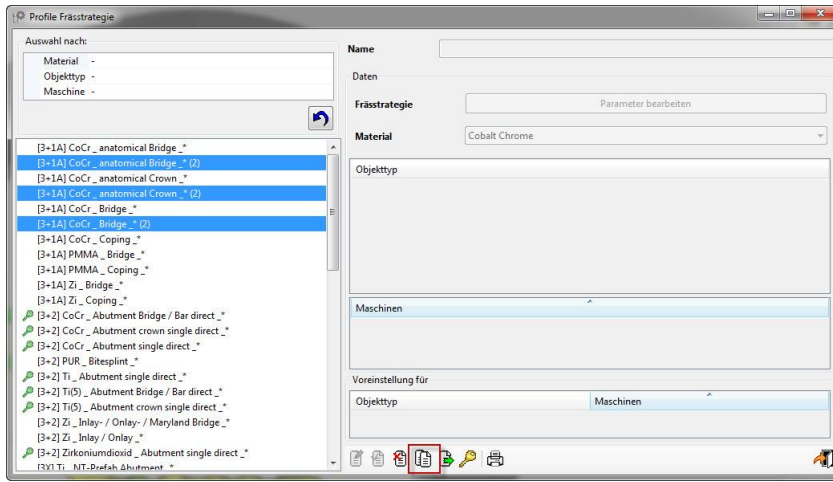 Profile Frässtrategie
Auswahl nach:
Material -
Objekttyp -
Maschine -
[3+1A] CoCr _ anatomical Bridge _*
[3+1A] CoCr _ anatomical Bridge _* (2)
[3+1A] CoCr _ anatomical Crown _*
[3+1A] CoCr _ anatomical Crown _* (2)
[3+1A] CoCr _ Bridge _*
[3+1A] CoCr _ Bridge _* (2)
[3+1A] CoCr _ Coping _*
[3+1A] PMMA _ Bridge _*
[3+1A] PMMA _ Coping _*
[3+1A] Zi _ Bridge _*
[3+1A] Zi _ Coping _*
[3+2] CoCr _ Abutment Bridge / Bar direct _*
[3+2] CoCr _ Abutment crown single direct _*
[3+2] CoCr _ Abutment single direct _*
[3+2] PUR _ Bitesplint _*
[3+2] Ti _ Abutment single direct _*
[3+2] Ti(5) _ Abutment Bridge / Bar direct _*
[3+2] Ti(5) _ Abutment crown single direct _*
[3+2] Zi _ Inlay- / Onlay- / Maryland Bridge _*
[3+2] Zi _ Inlay / Onlay _*
[3+2] Zirkoniumdioxid _ Abutment single direct _*
[3X] Ti _ NT-Prefab Abutment _*
Name
Daten
Frässtrategie Parameter bearbeiten
Material Cobalt Chrome
Objekttyp
Maschinen
Voreinstellung für
Objekttyp Maschinen